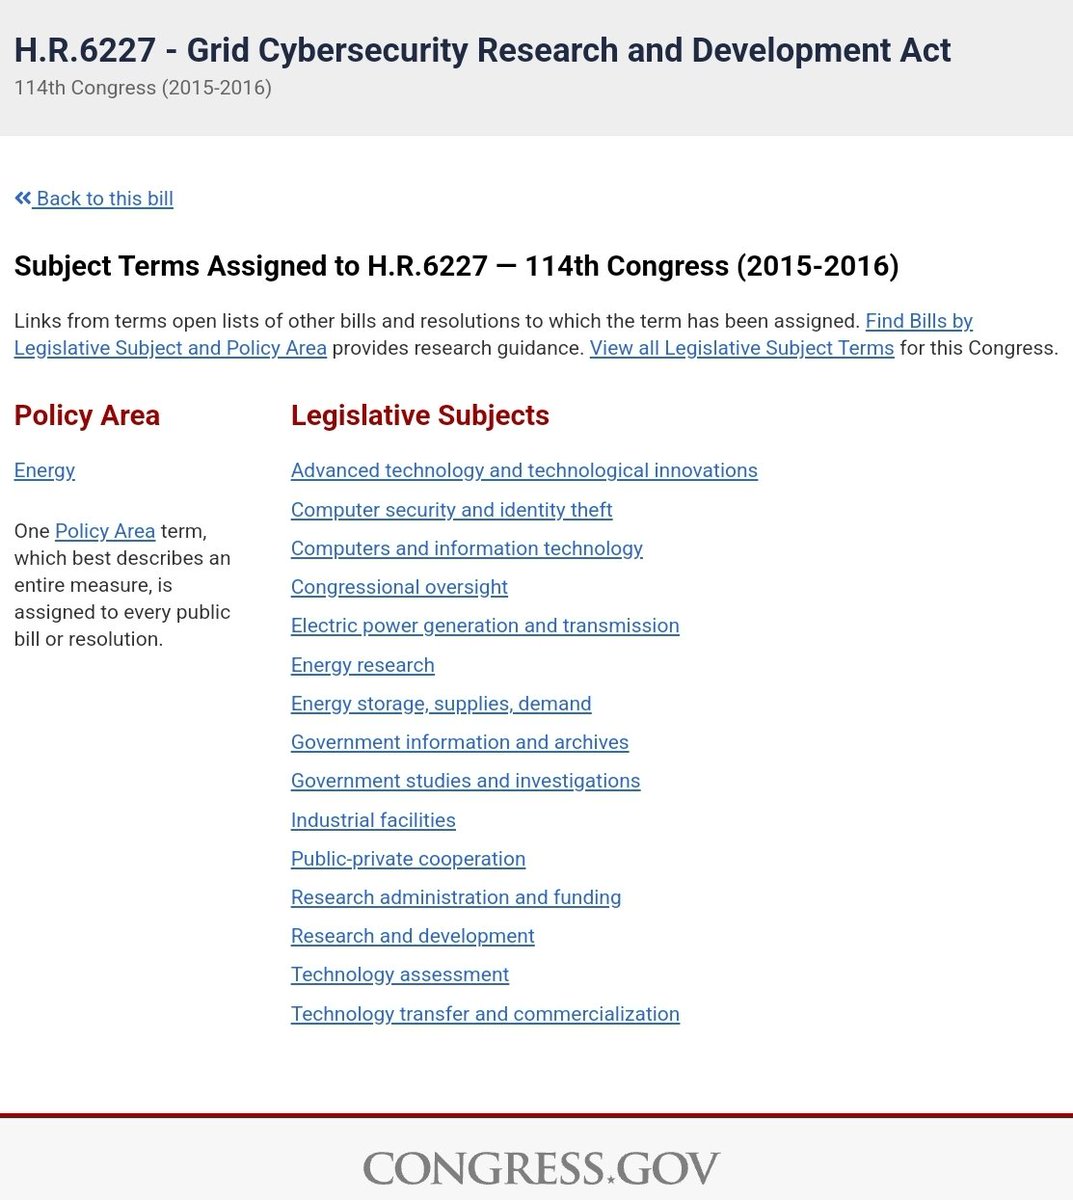 H.R.6227 - Grid Cybersecurity Research and Development Act
114th Congress (2015-2016)
Back to this bill
Subject Terms Assigned to H.R.6227 — 114th Congress (2015-2016)
Links from terms open lists of other bills and resolutions to which the term has been assigned. Find Bills by
Legislative Subject and Policy Area provides research guidance. View all Legislative Subject Terms for this Congress.
Policy Area
Energy
One Policy Area term,
which best describes an
entire measure, is
assigned to every public
bill or resolution.
Legislative Subjects
Advanced technology and technological innovations
Computer security and identity theft
Computers and information technology
Congressional oversight
Electric power generation and transmission
Energy research
Energy storage, supplies, demand
Government information and archives
Government studies and investigations
Industrial facilities
Public-private cooperation
Research administration and funding
Research and development
Technology assessment
Technology transfer and commercialization
CONGRESS.GOV